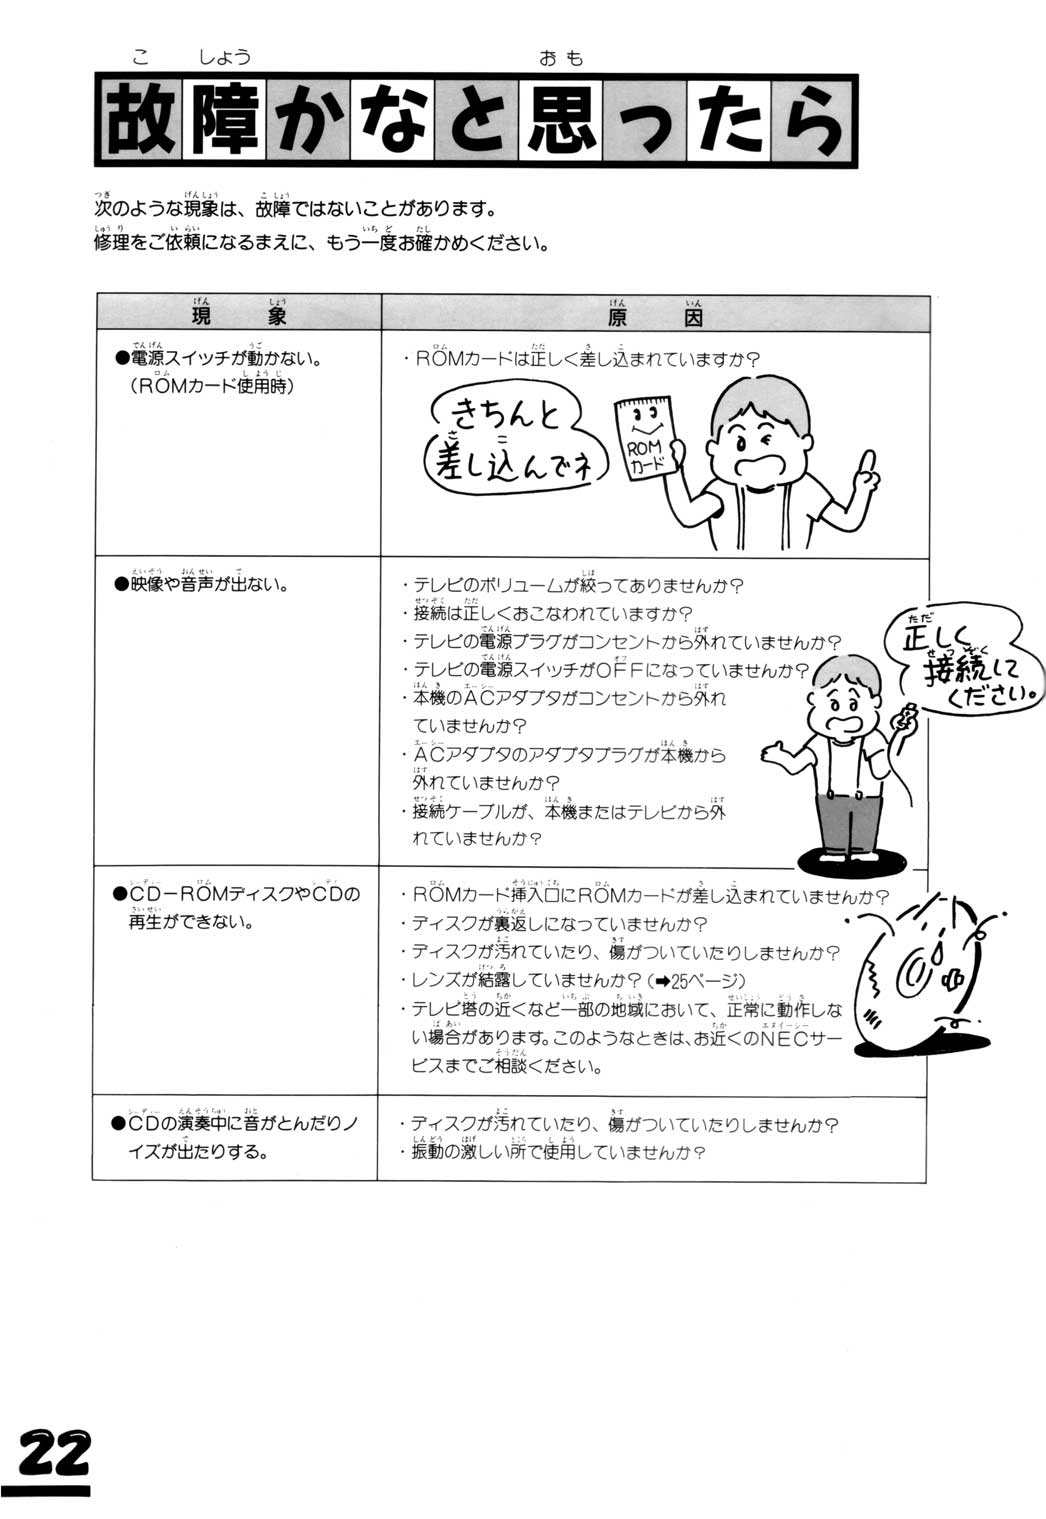 故障かなと思ったら
次のような現象は、故障ではないことがあります。
修理をご依頼になるまえに、もう一度お確かめください。
現象
原因
●電源スイッチが動かない。
（ROMカード使用時）
・ROMカードは正しく差し込まれていますか？
きちんと
差し込んでネ
ROM
カード
●映像や音声が出ない。
・テレビのボリュームが絞ってありませんか？
・接続は正しくおこなわれていますか？
・テレビの電源プラグがコンセントから外れていませんか？
・テレビの電源スイッチがOFFになっていませんか？
・本機のACアダプタがコンセントから外れ
ていませんか？
・ACアダプタのアダプタプラグが本機から
外れていませんか？
・接続ケーブルが、本機またはテレビから外
れていませんか？
正しく
接続して
ください。
●CD－ROMディスクやCDの
再生ができない。
・ROMカード挿入口にROMカードが差し込まれていませんか？
・ディスクが裏返しになっていませんか？
・ディスクが汚れていたり、傷がついていたりしませんか？
・レンズが結露していませんか？（➡25ページ）
・テレビ塔の近くなど一部の地域において、正常に動作しな
い場合があります。このようなときは、お近くのNECサー
ビスまでご相談ください。
●CDの演奏中に音がとんだりノ
イズが出たりする。
・ディスクが汚れていたり、傷がついていたりしませんか？
・振動の激しい所で使用していませんか？
22